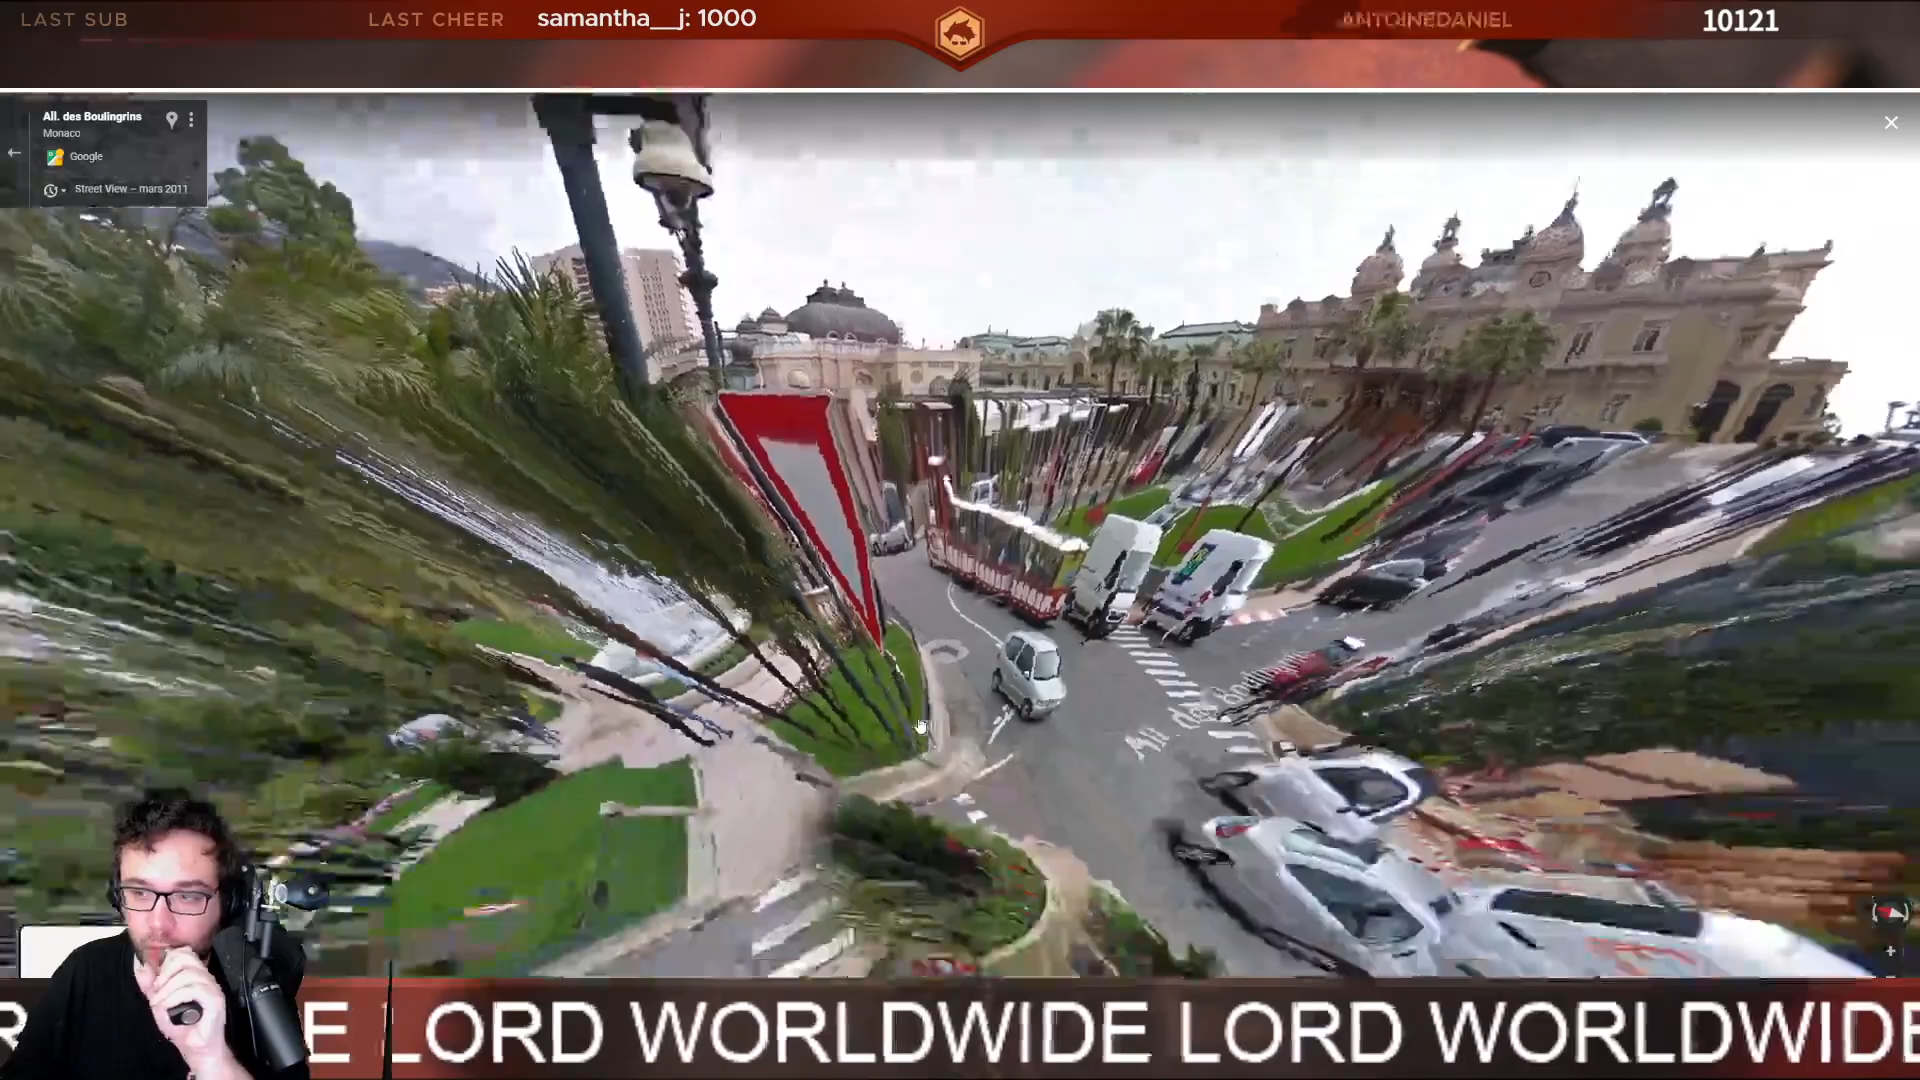 LAST SUB
LAST CHEER
samantha__j: 1000
ANTOINEDANIEL
10121
All. des Boulingrins
Monaco
Google
Street View – mars 2011
LORD WORLDWIDE LORD WORLDWIDE